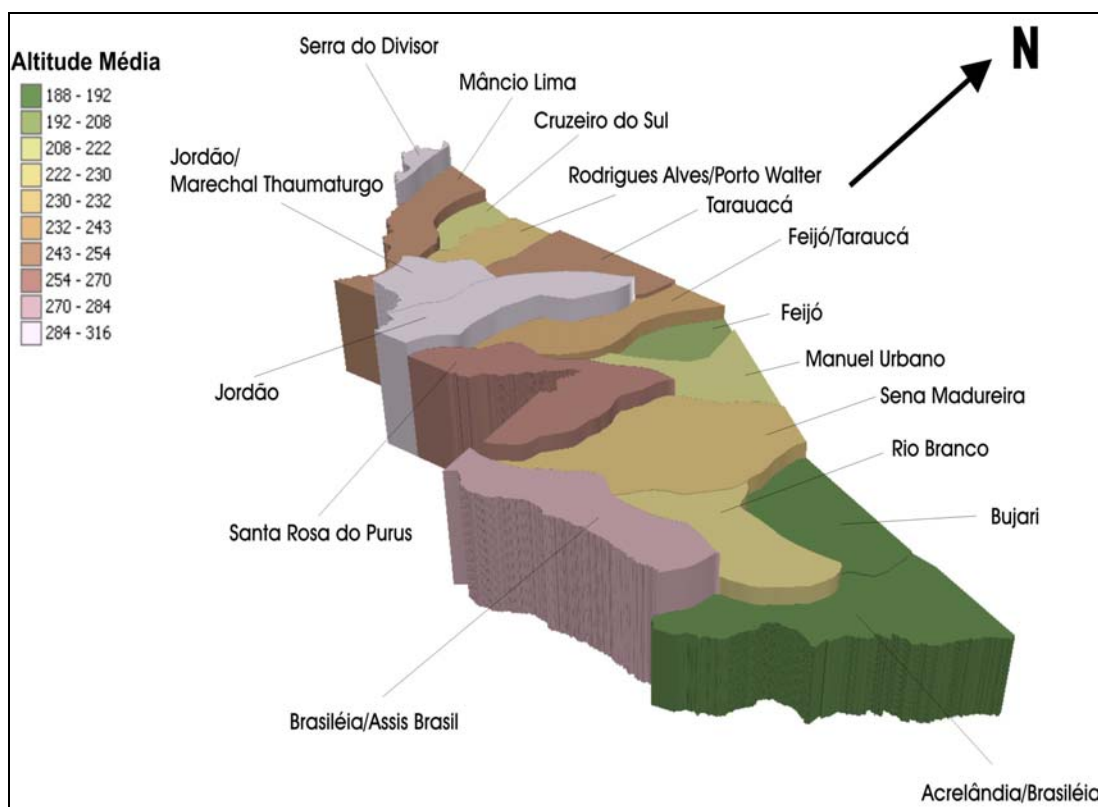 Altitude Média
188 - 192
192 - 208
208 - 222
222 - 230
230 - 232
232 - 243
243 - 254
254 - 270
270 - 284
284 - 316
N
Serra do Divisor
Mâncio Lima
Cruzeiro do Sul
Jordão/
Marechal Thaumaturgo
Rodrigues Alves/Porto Walter
Tarauacá
Feijó/Taraucá
Feijó
Manuel Urbano
Jordão
Sena Madureira
Rio Branco
Santa Rosa do Purus
Bujari
Brasiléia/Assis Brasil
Acrelândia/Brasiléia